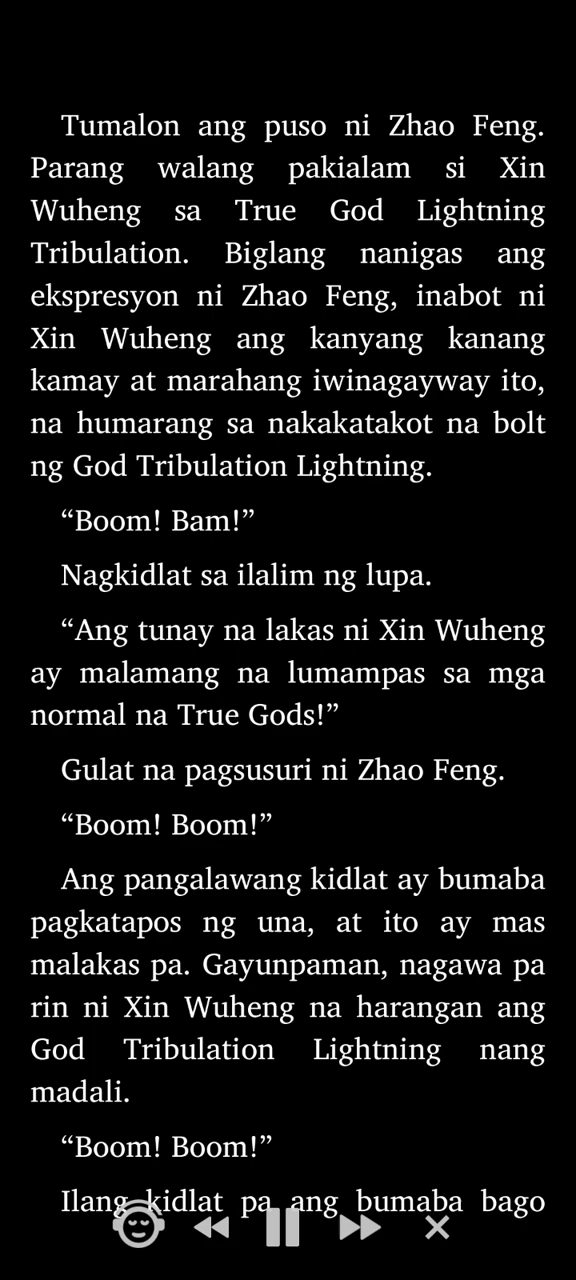 Tumalon ang puso ni Zhao Feng.
Parang walang pakialam si Xin
Wuheng sa True God Lightning
Tribulation. Biglang nanigas ang
ekspresyon ni Zhao Feng, inabot ni
Xin Wuheng ang kanyang kanang
kamay at marahang iwinagayway ito,
na humarang sa nakakatakot na bolt
ng God Tribulation Lightning.
“Boom! Bam!”
Nagkidlat sa ilalim ng lupa.
“Ang tunay na lakas ni Xin Wuheng
ay malamang na lumampas sa mga
normal na True Gods!”
Gulat na pagsusuri ni Zhao Feng.
“Boom! Boom!”
Ang pangalawang kidlat ay bumaba
pagkatapos ng una, at ito ay mas
malakas pa. Gayunpaman, nagawa pa
rin ni Xin Wuheng na harangan ang
God Tribulation Lightning nang
madali.
“Boom! Boom!”
Ilang kidlat pa ang bumaba bago